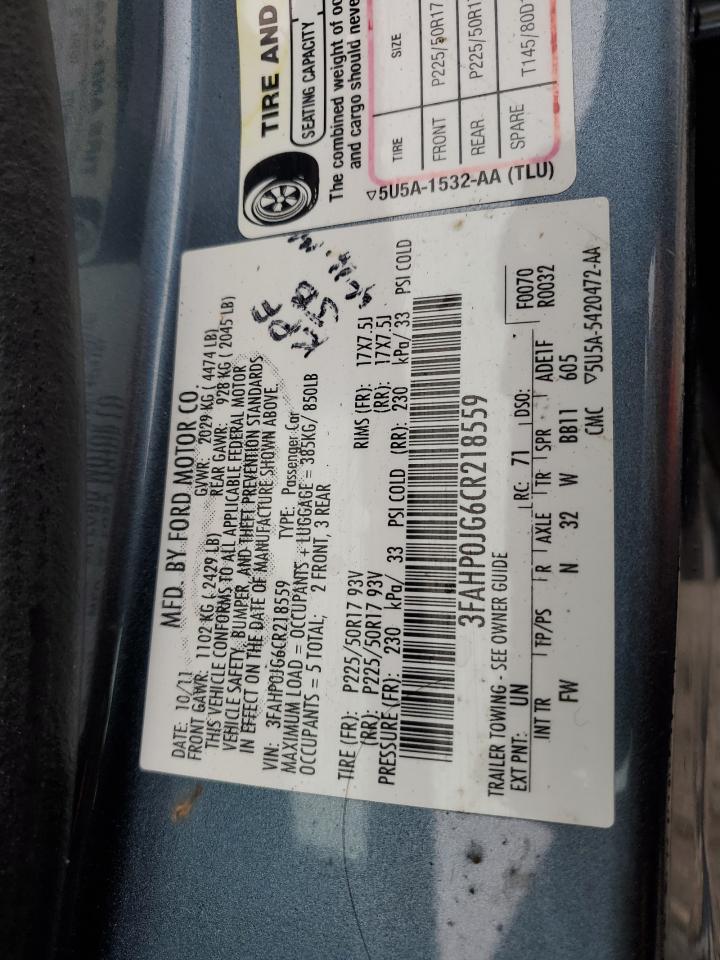 TIRE AND
SEATING CAPACITY
The combined weight of oc
and cargo should neve
TIRE SIZE
FRONT P225/50R17
REAR P225/50R17
SPARE T145/80D1
▽5U5A-1532-AA (TLU)
MFD. BY FORD MOTOR CO.
DATE: 10/11 GVWR: 2029 KG ( 4474 LB)
FRONT GAWR: 1102 KG ( 2429 LB) REAR GAWR: 928 KG ( 2045 LB)
THIS VEHICLE CONFORMS TO ALL APPLICABLE FEDERAL MOTOR
VEHICLE SAFETY, BUMPER, AND THEFT PREVENTION STANDARDS
IN EFFECT ON THE DATE OF MANUFACTURE SHOWN ABOVE.
VIN: 3FAHP0JG6CR218559 TYPE: Passenger Car
MAXIMUM LOAD = OCCUPANTS + LUGGAGE = 385KG/ 850LB
OCCUPANTS = 5 TOTAL; 2 FRONT, 3 REAR
TIRE (FR): P225/50R17 93V RIMS (FR): 17X7.5J
(RR): P225/50R17 93V (RR): 17X7.5J
PRESSURE (FR): 230 kPa/ 33 PSI COLD (RR): 230 kPa/ 33 PSI COLD
3FAHP0JG6CR218559
TRAILER TOWING - SEE OWNER GUIDE F0070
EXT PNT: UN RC: 71 DSO: R0032
INT TR TP/PS R AXLE TR SPR ADE1F
FW N 32 W BB11 605
CMC ▽5U5A-5420472-AA